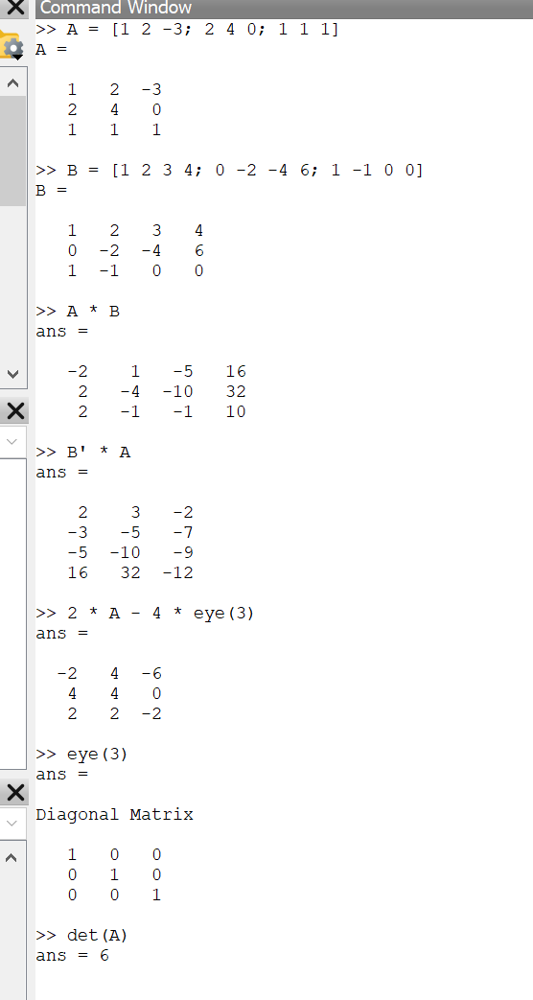 Command Window
>> A = [1 2 -3; 2 4 0; 1 1 1]
A =
1 2 -3
2 4 0
1 1 1
>> B = [1 2 3 4; 0 -2 -4 6; 1 -1 0 0]
B =
1 2 3 4
0 -2 -4 6
1 -1 0 0
>> A * B
ans =
-2 1 -5 16
2 -4 -10 32
2 -1 -1 10
>> B' * A
ans =
2 3 -2
-3 -5 -7
-5 -10 -9
16 32 -12
>> 2 * A - 4 * eye(3)
ans =
-2 4 -6
4 4 0
2 2 -2
>> eye(3)
ans =
Diagonal Matrix
1 0 0
0 1 0
0 0 1
>> det(A)
ans = 6